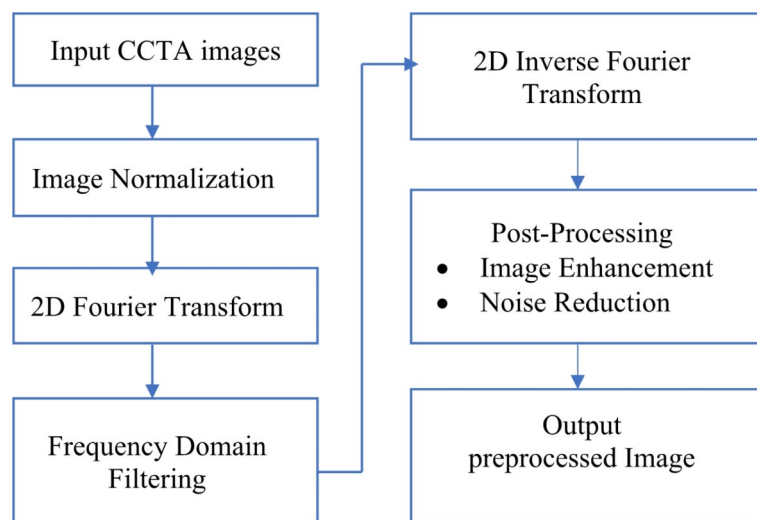 Input CCTA images
Image Normalization
2D Fourier Transform
Frequency Domain
Filtering
2D Inverse Fourier
Transform
Post-Processing
• Image Enhancement
• Noise Reduction
Output
preprocessed Image